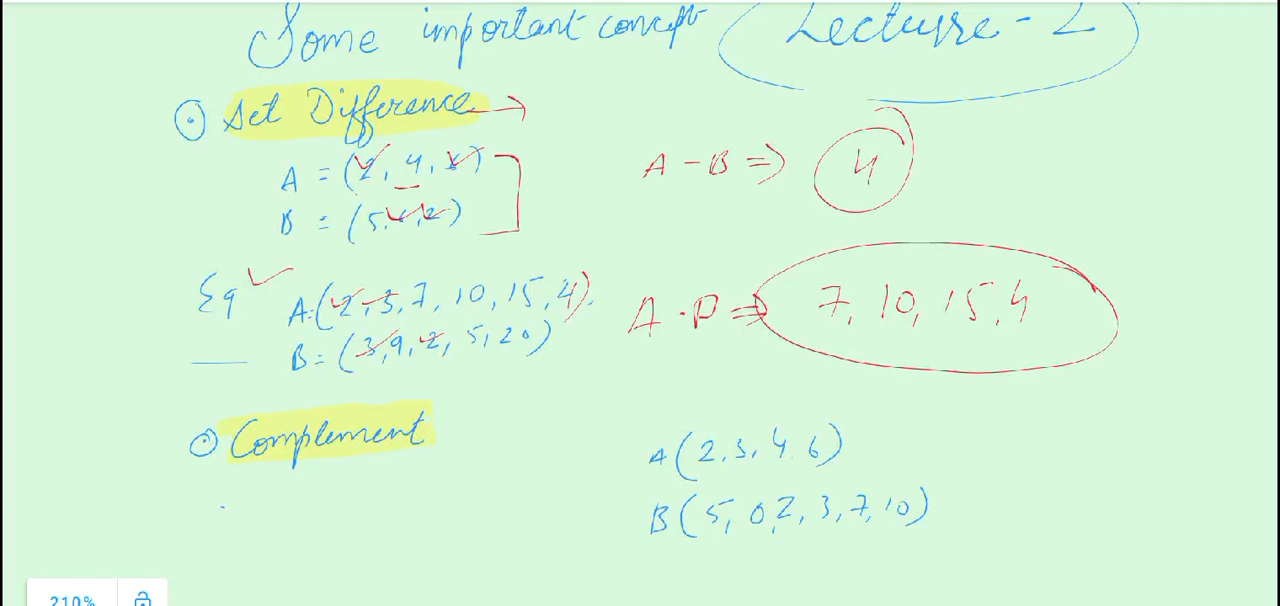 Some important concept Lecture - 2
Set Difference →
A = (2, 4, 6) A - B ⇒ 4
B = (5, 6, 2)
Eg A: (2, 3, 7, 10, 15, 4). A - B ⇒ 7, 10, 15, 4
B = (3, 9, 2, 5, 20)
Complement
A (2, 3, 4, 6)
B (5, 0, 2, 3, 7, 10)
210%